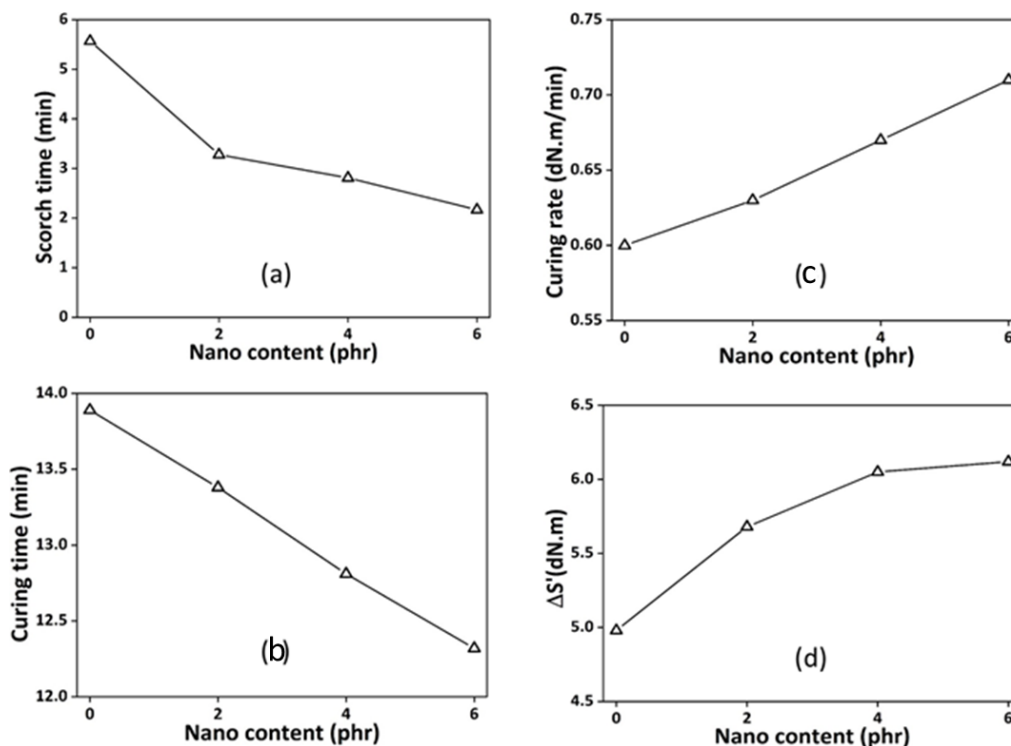 6
5
4
3
2
1
0
Scorch time (min)
(a)
0 2 4 6
Nano content (phr)
0.75
0.70
0.65
0.60
0.55
Curing rate (dN.m/min)
(c)
0 2 4 6
Nano content (phr)
14.0
13.5
13.0
12.5
12.0
Curing time (min)
(b)
0 2 4 6
Nano content (phr)
6.5
6.0
5.5
5.0
4.5
ΔS'(dN.m)
(d)
0 2 4 6
Nano content (phr)